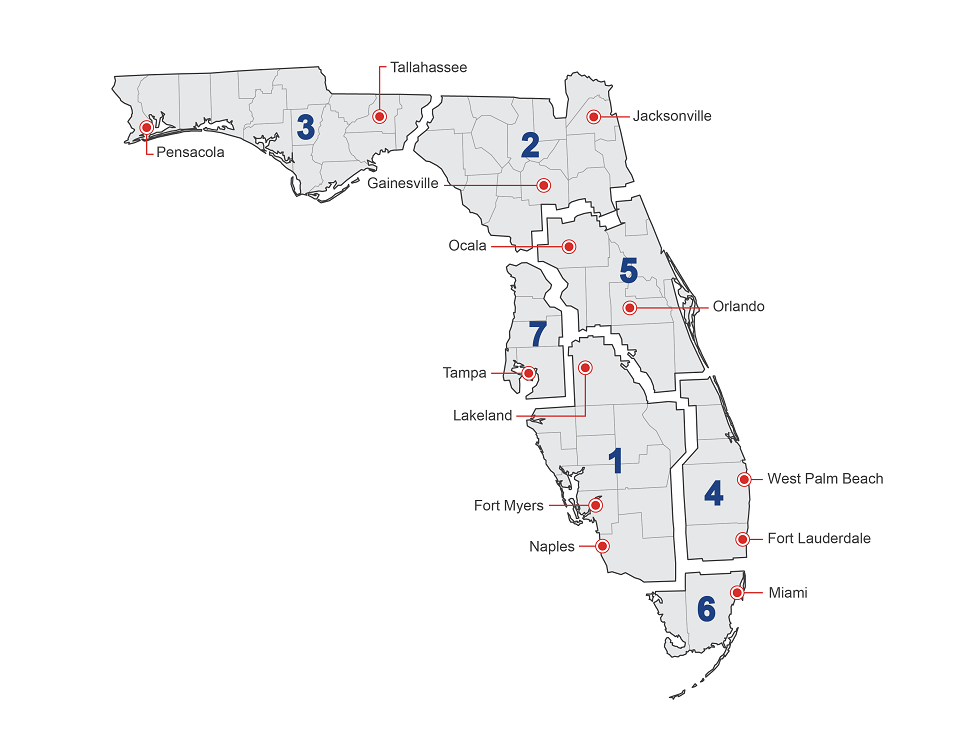 Tallahassee
3
Pensacola
Jacksonville
2
Gainesville
Ocala
5
Orlando
7
Tampa
Lakeland
1
West Palm Beach
4
Fort Myers
Fort Lauderdale
Naples
Miami
6